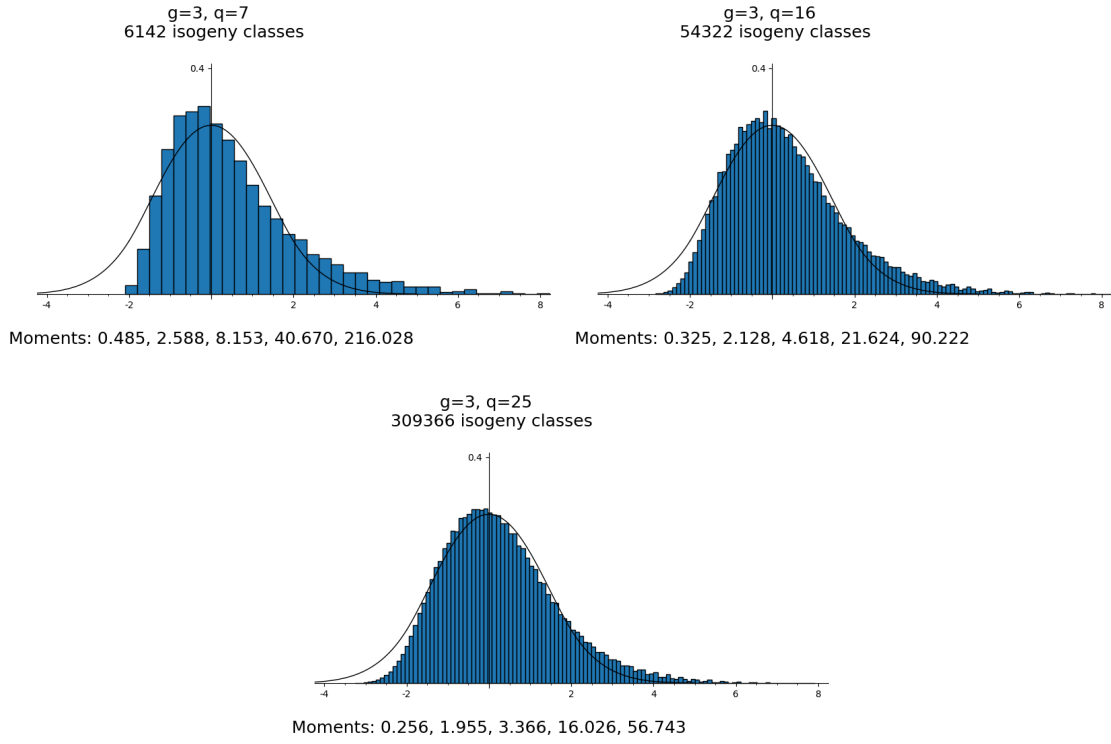 g=3, q=7
6142 isogeny classes
0.4
-4 -2 2 4 6 8
Moments: 0.485, 2.588, 8.153, 40.670, 216.028
g=3, q=16
54322 isogeny classes
0.4
-4 -2 2 4 6 8
Moments: 0.325, 2.128, 4.618, 21.624, 90.222
g=3, q=25
309366 isogeny classes
0.4
-4 -2 2 4 6 8
Moments: 0.256, 1.955, 3.366, 16.026, 56.743